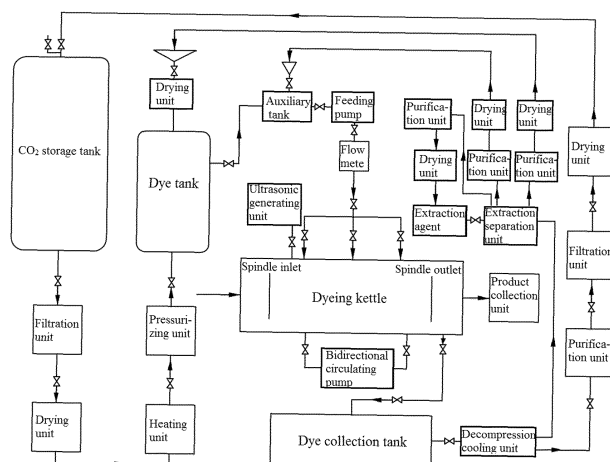 CO2 storage tank
Filtration
unit
Drying
unit
Drying
unit
Dye tank
Pressuri-
zing unit
Heating
unit
Auxiliary
tank
Feeding
pump
Flow
mete
Ultrasonic
generating
unit
Spindle inlet
Spindle outlet
Dyeing kettle
Bidirectional
circulating
pump
Product
collection
unit
Dye collection tank
Decompression
cooling unit
Purifica-
tion unit
Drying
unit
Extraction
agent
Drying
unit
Purifica-
tion unit
Extraction
separation
unit
Drying
unit
Purifica-
tion unit
Drying
unit
Filtration
unit
Purifica-
tion unit